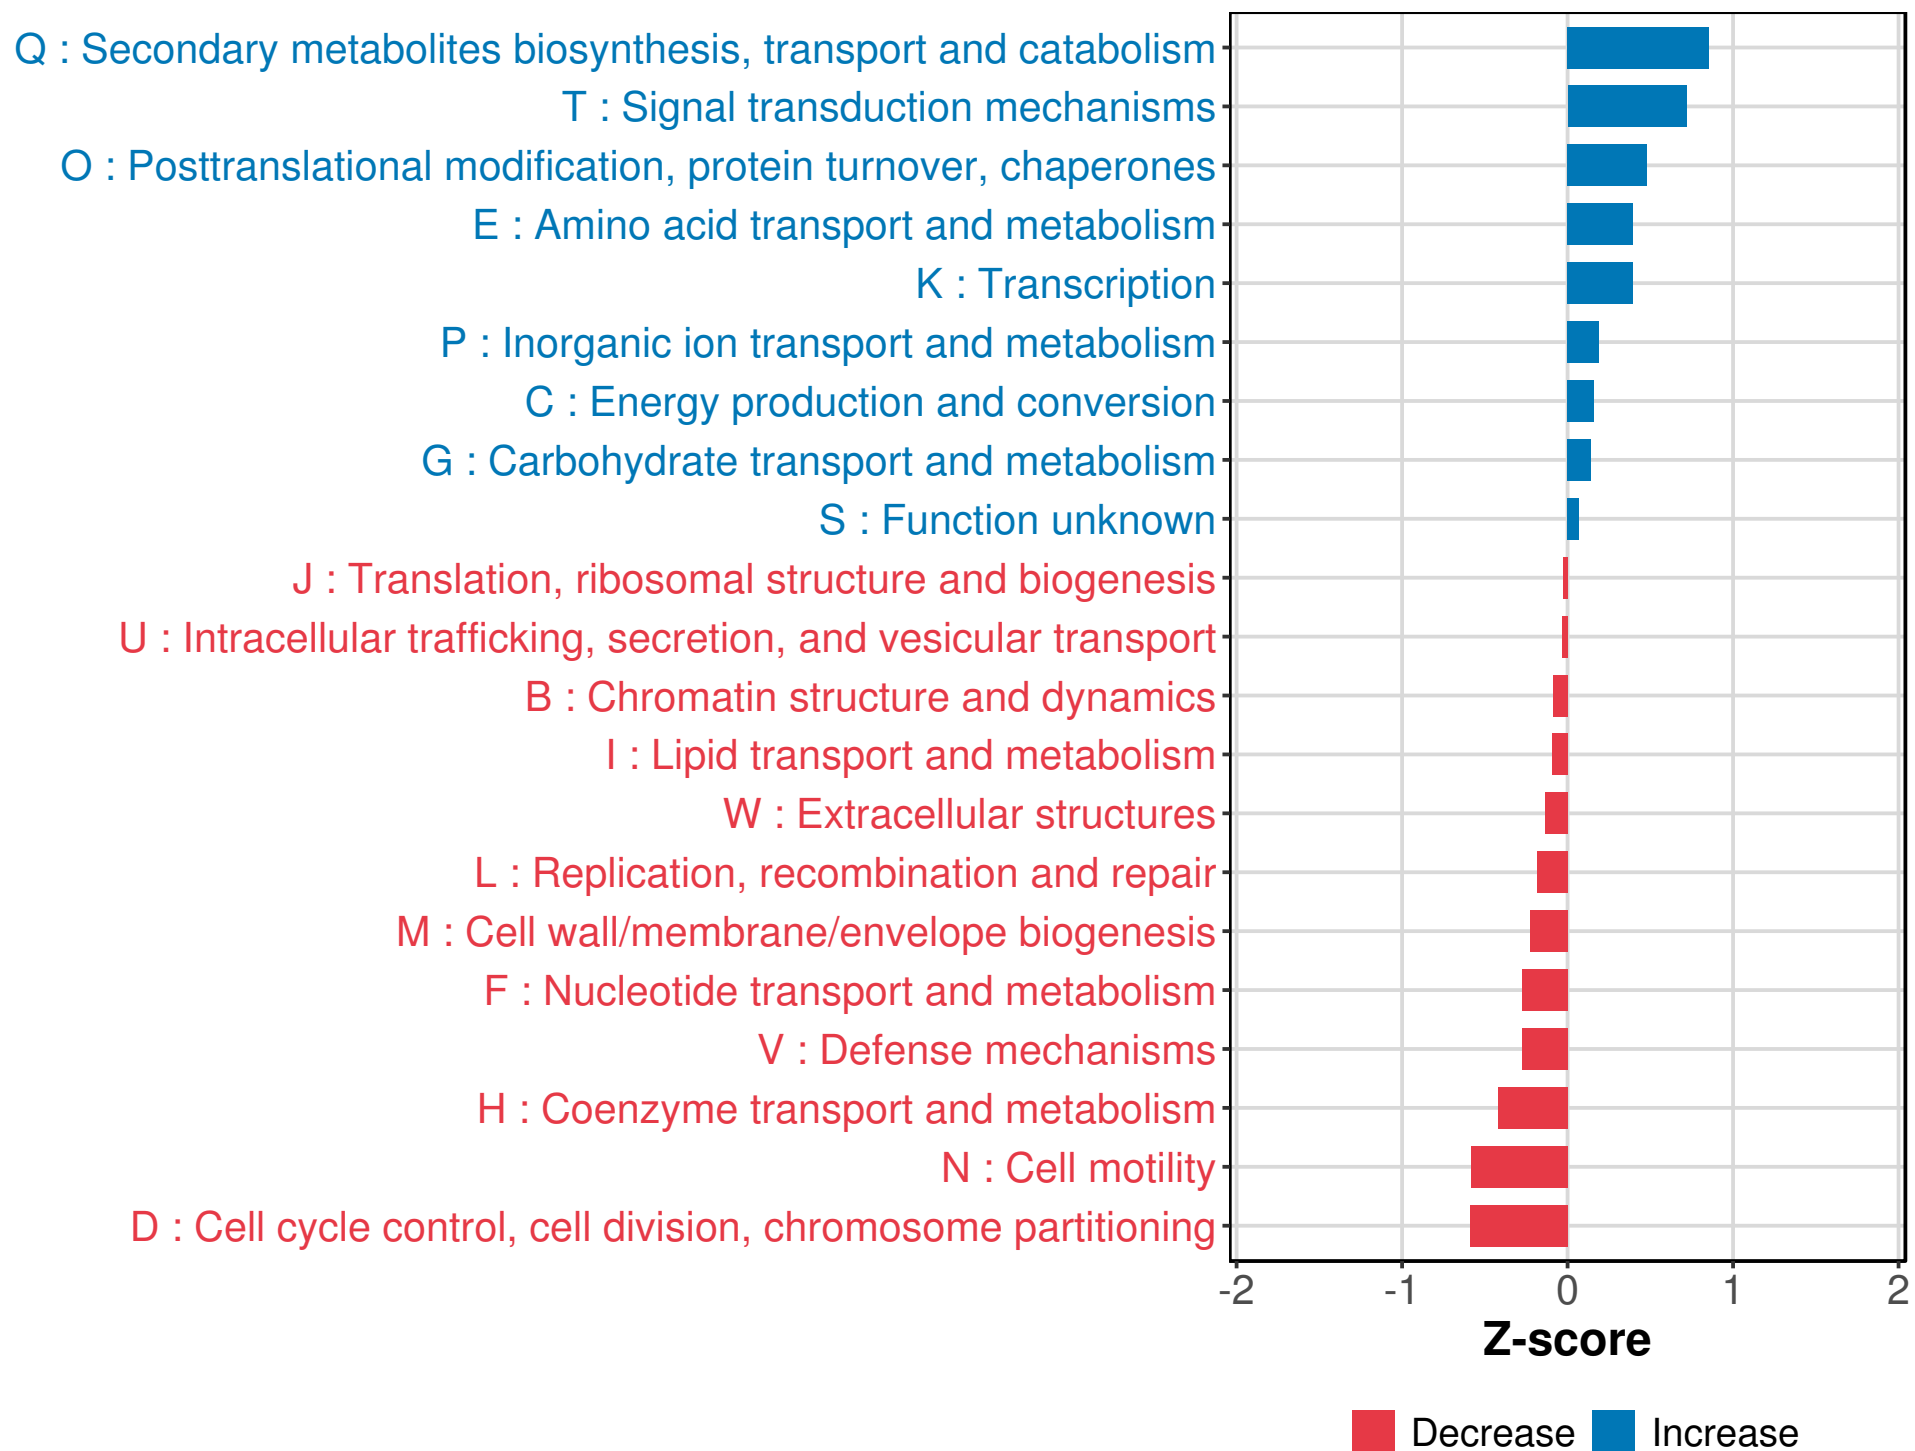 Q : Secondary metabolites biosynthesis, transport and catabolism
T : Signal transduction mechanisms
O : Posttranslational modification, protein turnover, chaperones
E : Amino acid transport and metabolism
K : Transcription
P : Inorganic ion transport and metabolism
C : Energy production and conversion
G : Carbohydrate transport and metabolism
S : Function unknown
J : Translation, ribosomal structure and biogenesis
U : Intracellular trafficking, secretion, and vesicular transport
B : Chromatin structure and dynamics
I : Lipid transport and metabolism
W : Extracellular structures
L : Replication, recombination and repair
M : Cell wall/membrane/envelope biogenesis
F : Nucleotide transport and metabolism
V : Defense mechanisms
H : Coenzyme transport and metabolism
N : Cell motility
D : Cell cycle control, cell division, chromosome partitioning
-2 -1 0 1 2
Z-score
Decrease Increase